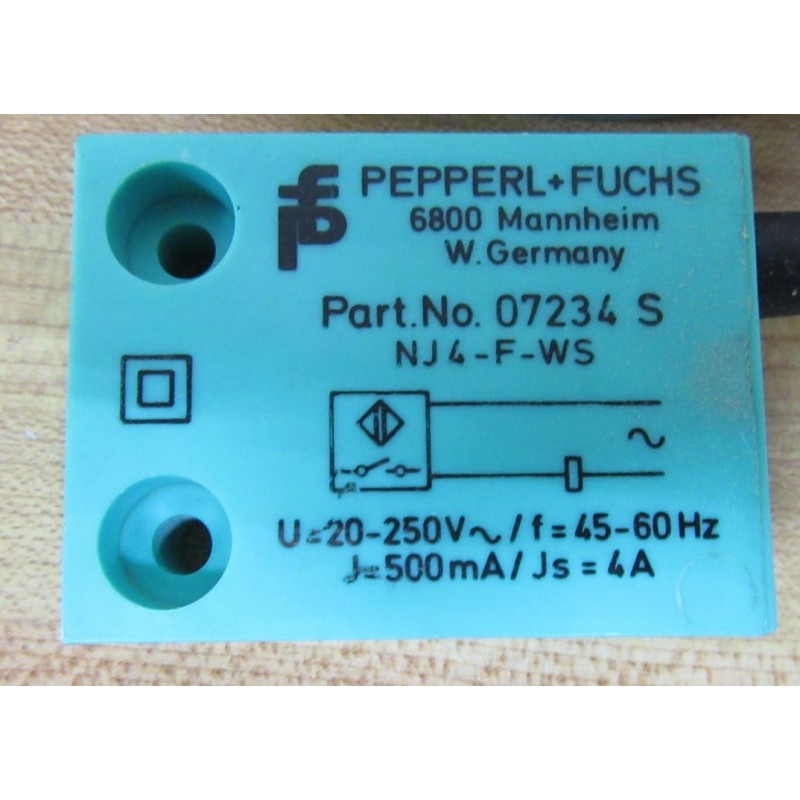 PEPPERL+FUCHS
6800 Mannheim
W.Germany
Part.No. 07234 S
NJ4-F-WS
~
U=20-250V~/f=45-60Hz
J=500mA/Js=4A